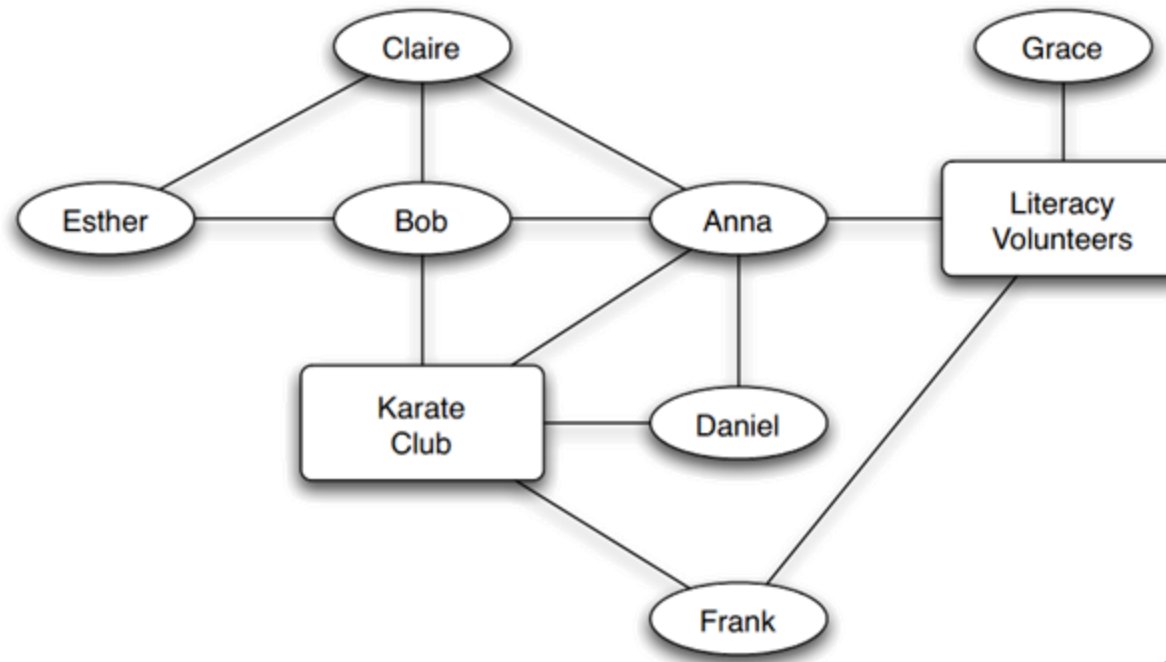 Claire
Grace
Esther
Bob
Anna
Literacy
Volunteers
Karate
Club
Daniel
Frank